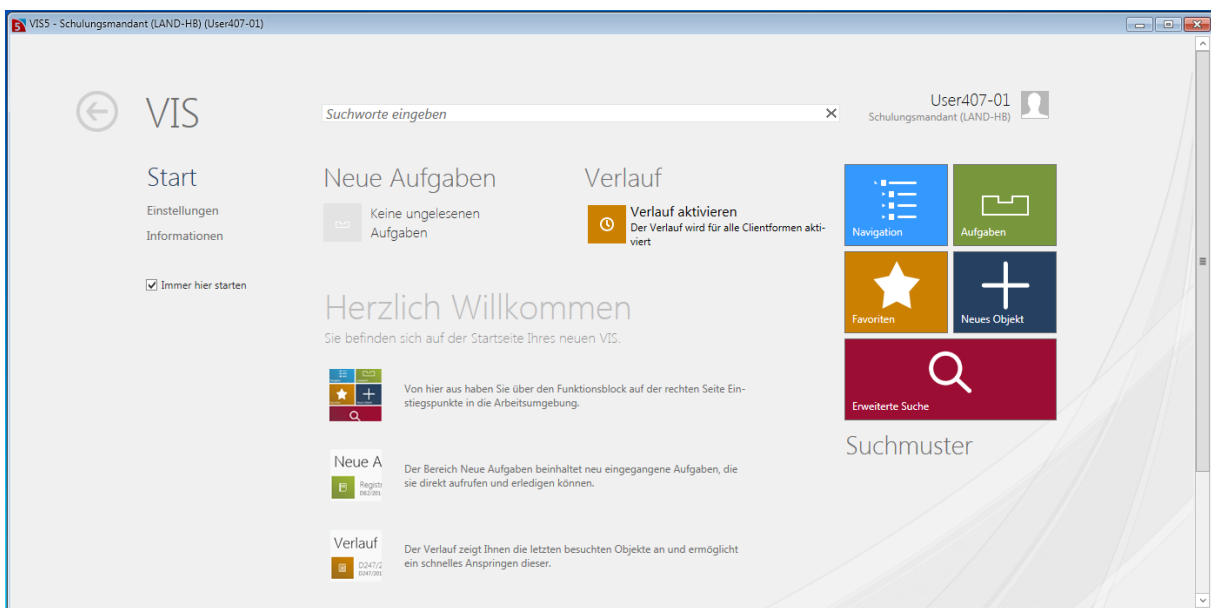 VIS5 - Schulungsmandant (LAND-HB) (User407-01)
VIS
Suchworte eingeben
User407-01
Schulungsmandant (LAND-HB)
Start
Einstellungen
Informationen
Immer hier starten
Neue Aufgaben
Keine ungelesenen
Aufgaben
Verlauf
Verlauf aktivieren
Der Verlauf wird für alle Clientformen akti-
viert
Navigation
Aufgaben
Favoriten
Neues Objekt
Erweiterte Suche
Suchmuster
Herzlich Willkommen
Sie befinden sich auf der Startseite Ihres neuen VIS.
Von hier aus haben Sie über den Funktionsblock auf der rechten Seite Ein-
stiegspunkte in die Arbeitsumgebung.
Neue A
Registr
Der Bereich Neue Aufgaben beinhaltet neu eingegangene Aufgaben, die
sie direkt aufrufen und erledigen können.
Verlauf
D247/2
D247/201
Der Verlauf zeigt Ihnen die letzten besuchten Objekte an und ermöglicht
ein schnelles Anspringen dieser.